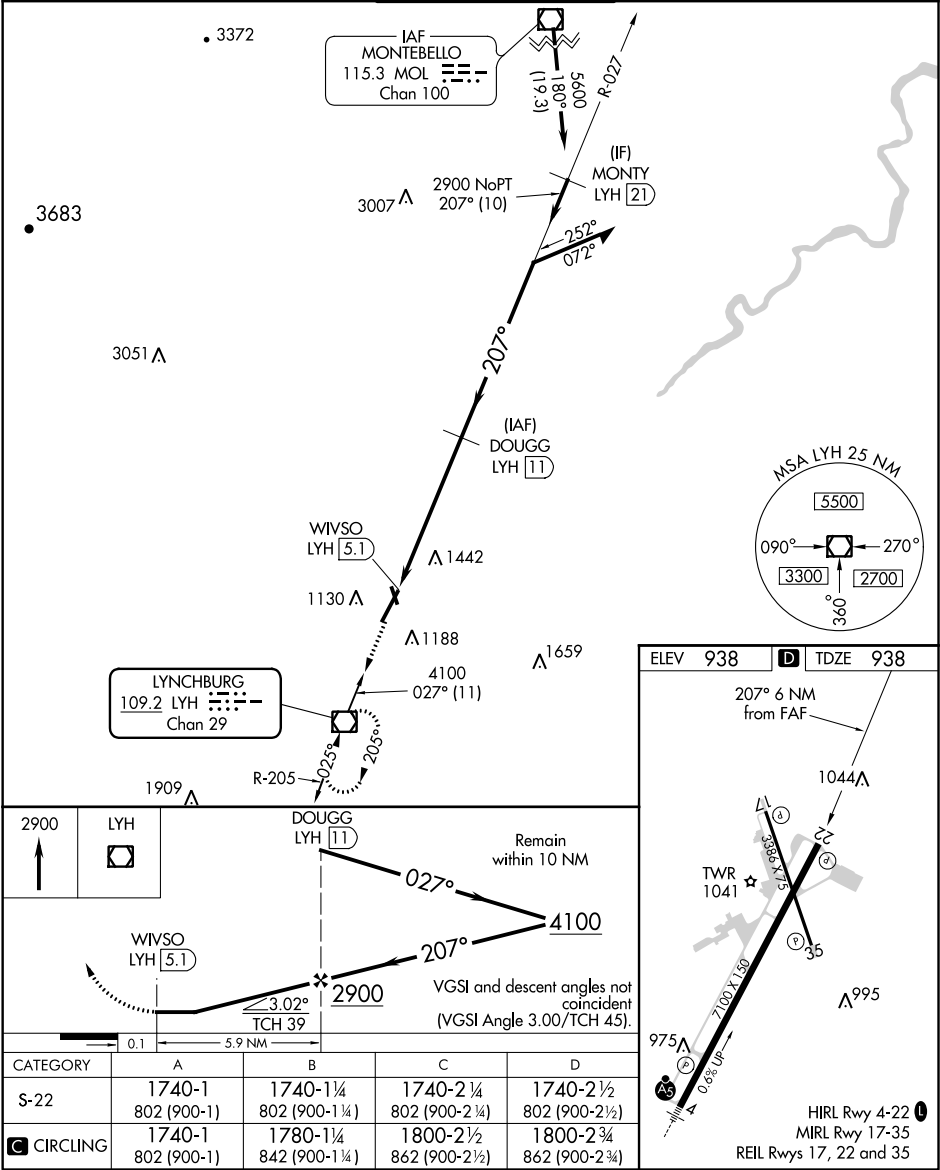 3372
IAF
MONTEBELLO
115.3 MOL
Chan 100
5600
180°
(19.3)
R-027
(IF)
MONTY
LYH 21
2900 NoPT
207° (10)
3007
3683
252°
072°
207°
3051
(IAF)
DOUGG
LYH 11
MSA LYH 25 NM
5500
090°
270°
3300
2700
360°
WIVSO
LYH 5.1
1442
1130
1188
1659
4100
027° (11)
LYNCHBURG
109.2 LYH
Chan 29
025°
205°
R-205
1909
ELEV 938
D
TDZE 938
207° 6 NM
from FAF
1044
17
P
3386 X 75
22
P
TWR
1041
P
35
7100 X 150
995
975
P
0.6% UP
A5
4
HIRL Rwy 4-22 L
MIRL Rwy 17-35
REIL Rwys 17, 22 and 35
2900
LYH
DOUGG
LYH 11
Remain
within 10 NM
027°
4100
207°
WIVSO
LYH 5.1
2900
3.02°
TCH 39
VGSI and descent angles not
coincident
(VGSI Angle 3.00/TCH 45).
0.1
5.9 NM
CATEGORY A B C D
S-22 1740-1 1740-1¼ 1740-2¼ 1740-2½
802 (900-1) 802 (900-1¼) 802 (900-2¼) 802 (900-2½)
C CIRCLING 1740-1 1780-1¼ 1800-2½ 1800-2¾
802 (900-1) 842 (900-1¼) 862 (900-2½) 862 (900-2¾)